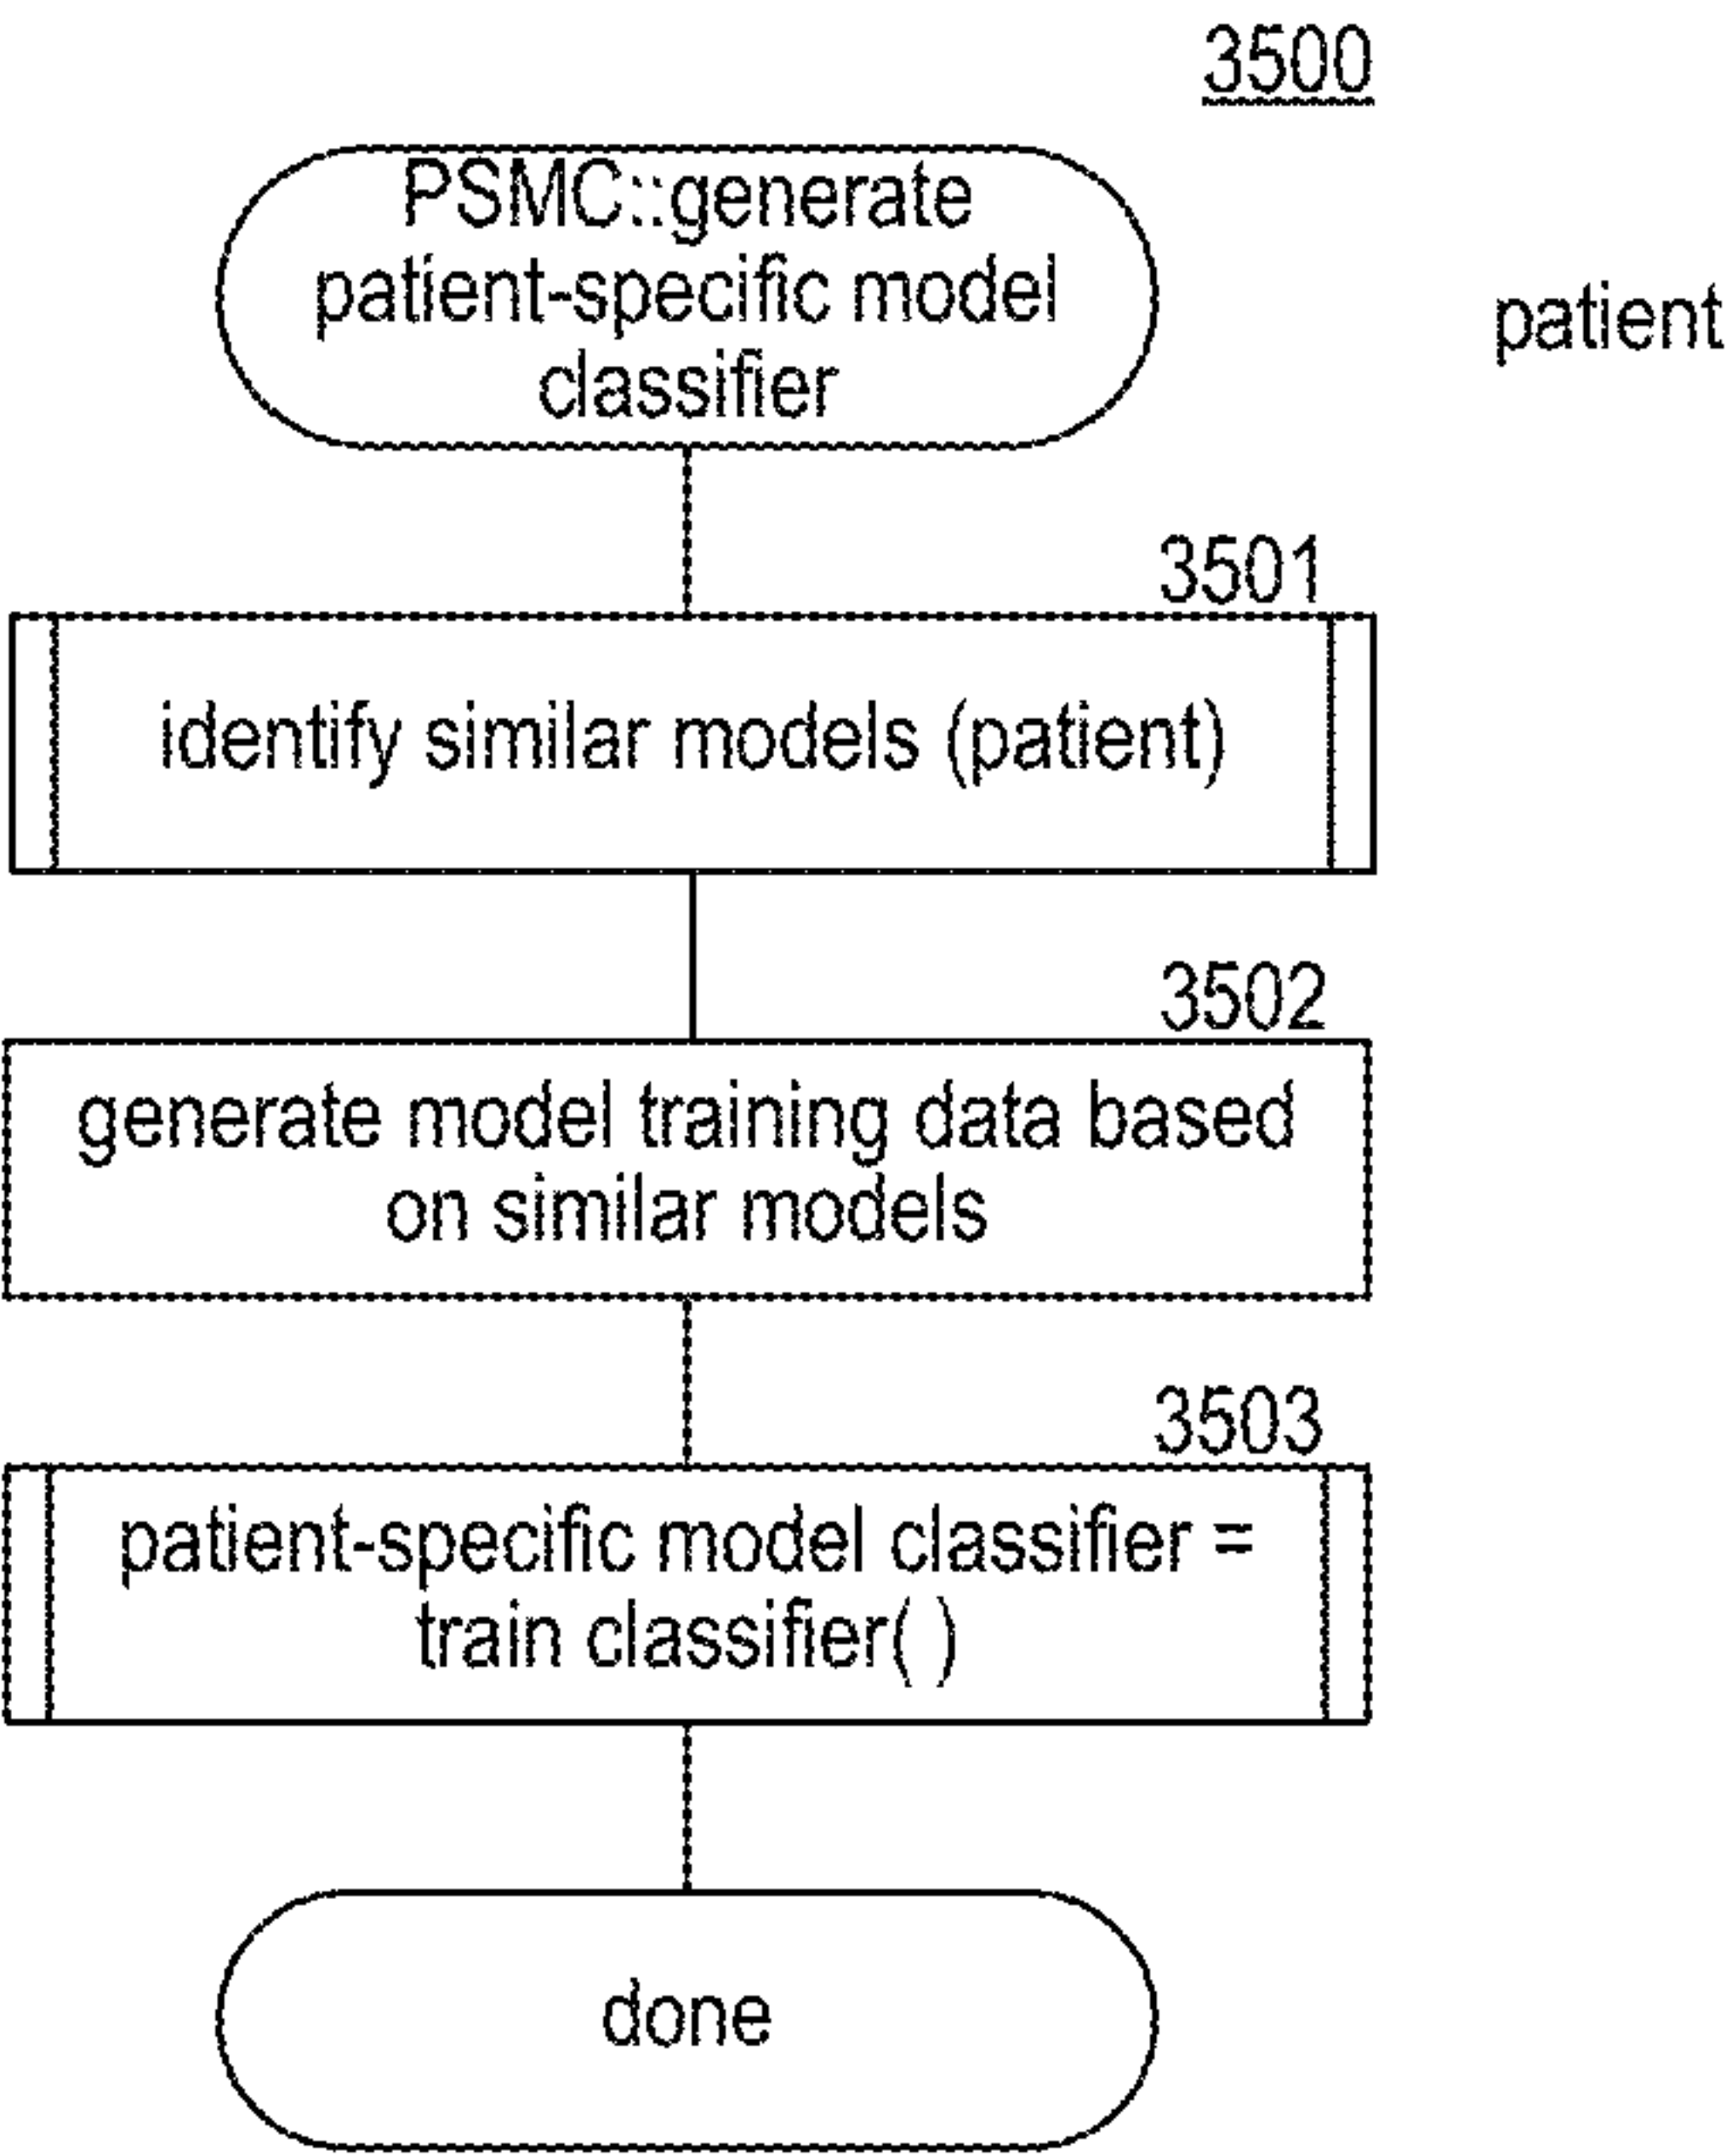 3500
PSMC::generate
patient-specific model
classifier
patient
3501
identify similar models (patient)
3502
generate model training data based
on similar models
3503
patient-specific model classifier =
train classifier( )
done